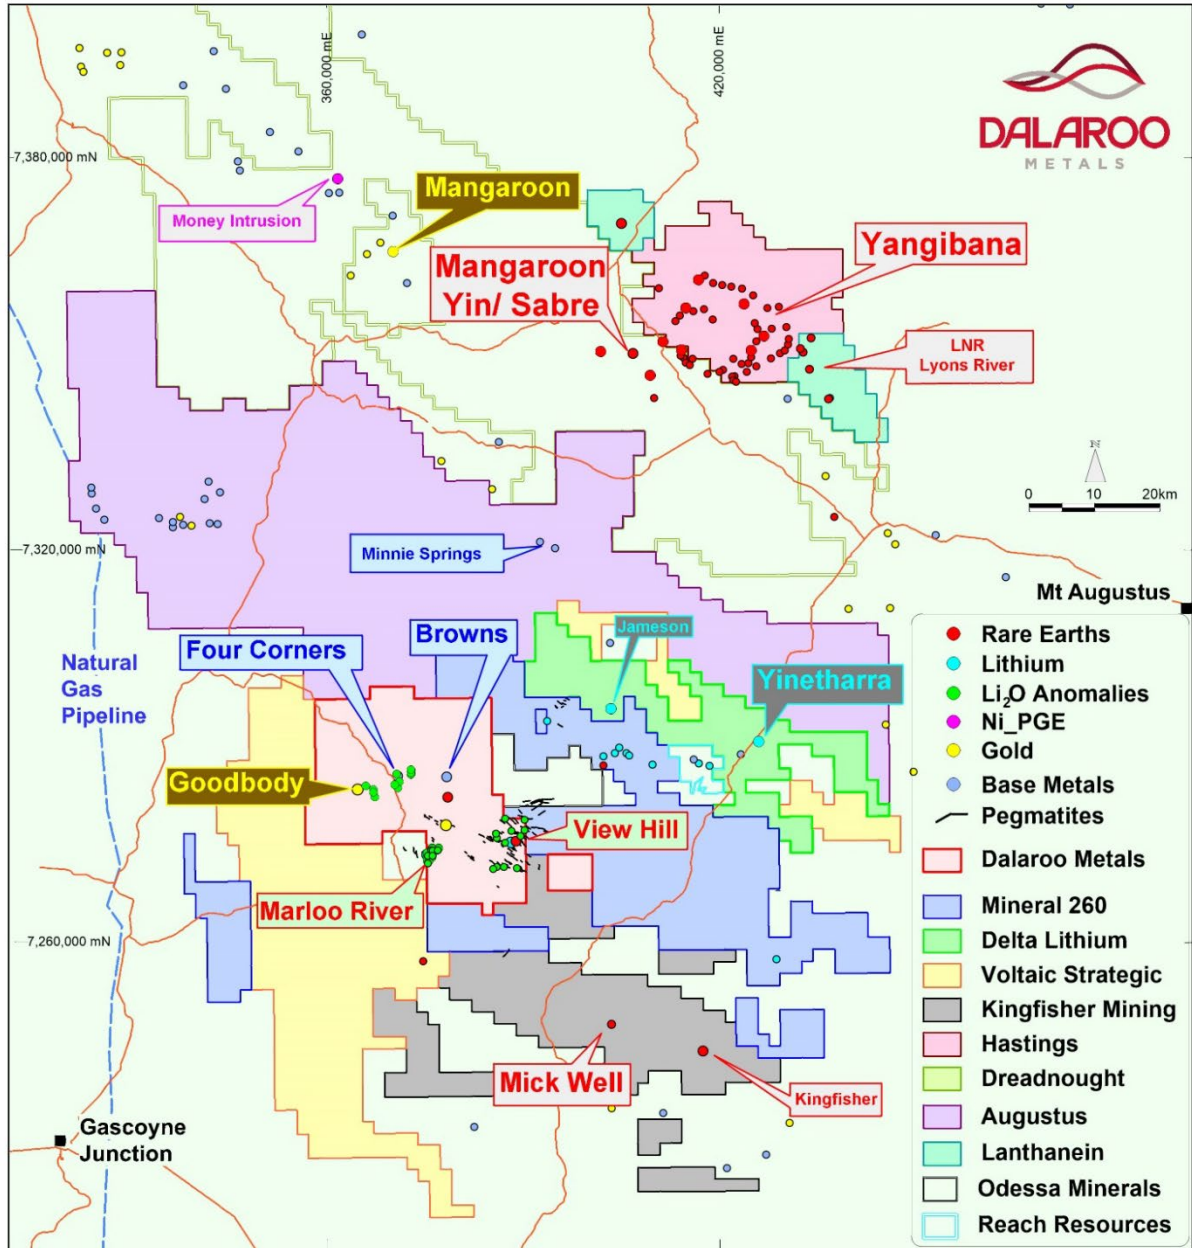 360,000 mE
420,000 mE
DALAROO
METALS
7,380,000 mN
Mangaroon
Money Intrusion
Mangaroon
Yin/ Sabre
Yangibana
LNR
Lyons River
0 10 20km
7,320,000 mN
Minnie Springs
Mt Augustus
Natural
Gas
Pipeline
Four Corners
Browns
Jameson
Yinetharra
Goodbody
View Hill
Marloo River
7,260,000 mN
Mick Well
Kingfisher
Gascoyne
Junction
Rare Earths
Lithium
Li₂O Anomalies
Ni_PGE
Gold
Base Metals
Pegmatites
Dalaroo Metals
Mineral 260
Delta Lithium
Voltaic Strategic
Kingfisher Mining
Hastings
Dreadnought
Augustus
Lanthanein
Odessa Minerals
Reach Resources